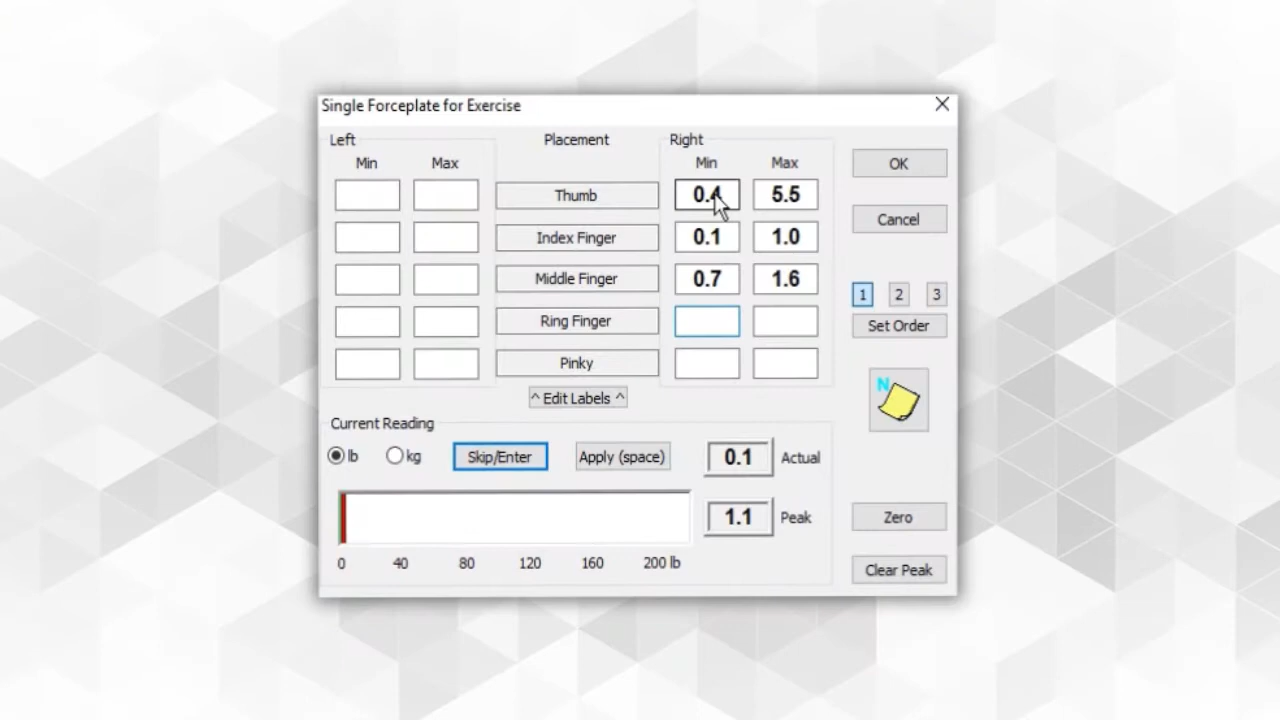 Single Forceplate for Exercise
Left Placement Right
Min Max Min Max OK
Thumb 0.4 5.5
Cancel
Index Finger 0.1 1.0
Middle Finger 0.7 1.6
1 2 3
Ring Finger Set Order
Pinky
^ Edit Labels ^
N
Current Reading
lb kg Skip/Enter Apply (space) 0.1 Actual
1.1 Peak Zero
0 40 80 120 160 200 lb Clear Peak